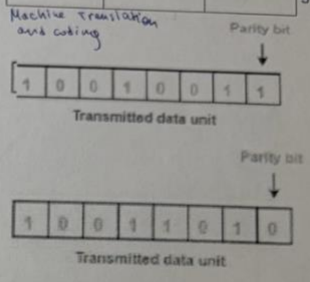 Machine Translation
and coding
Parity bit
1 0 0 1 0 0 1 1
Transmitted data unit
Parity bit
1 0 0 1 1 0 1 0
Transmitted data unit